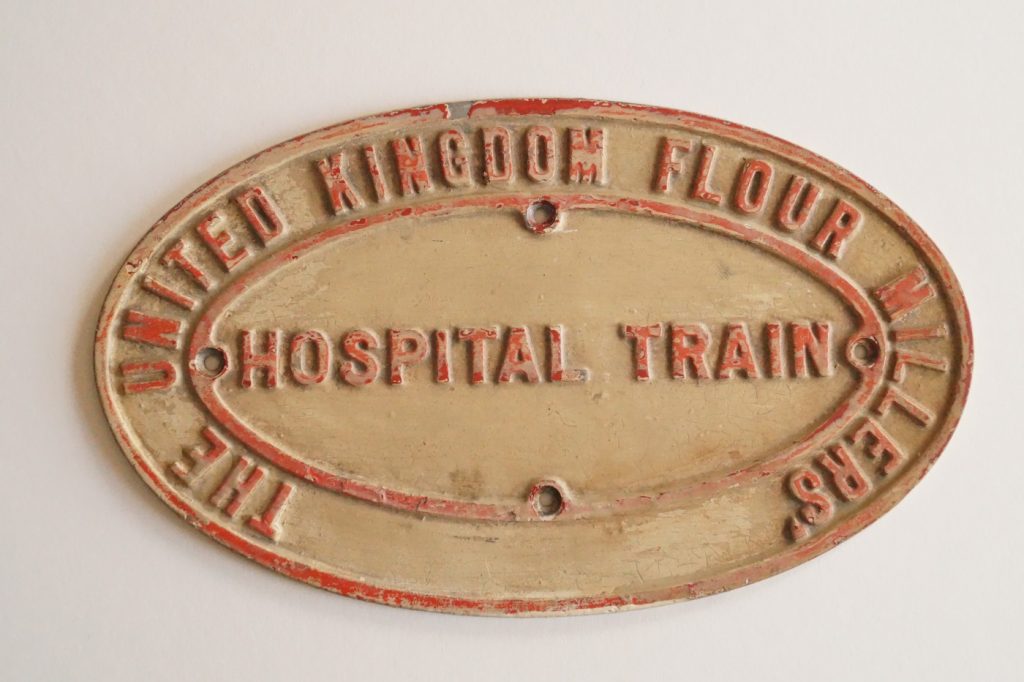 THE UNITED KINGDOM FLOUR MILLERS'
HOSPITAL TRAIN